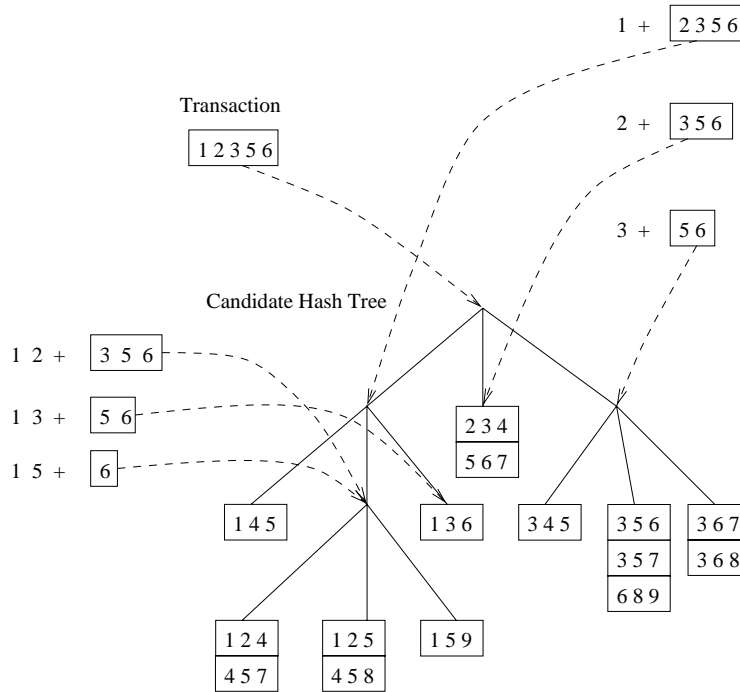 1 + 2 3 5 6
Transaction
2 + 3 5 6
1 2 3 5 6
3 + 5 6
Candidate Hash Tree
1 2 + 3 5 6
1 3 + 5 6
2 3 4
5 6 7
1 5 + 6
1 4 5
1 3 6
3 4 5
3 5 6
3 6 7
3 5 7
3 6 8
6 8 9
1 2 4
1 2 5
1 5 9
4 5 7
4 5 8